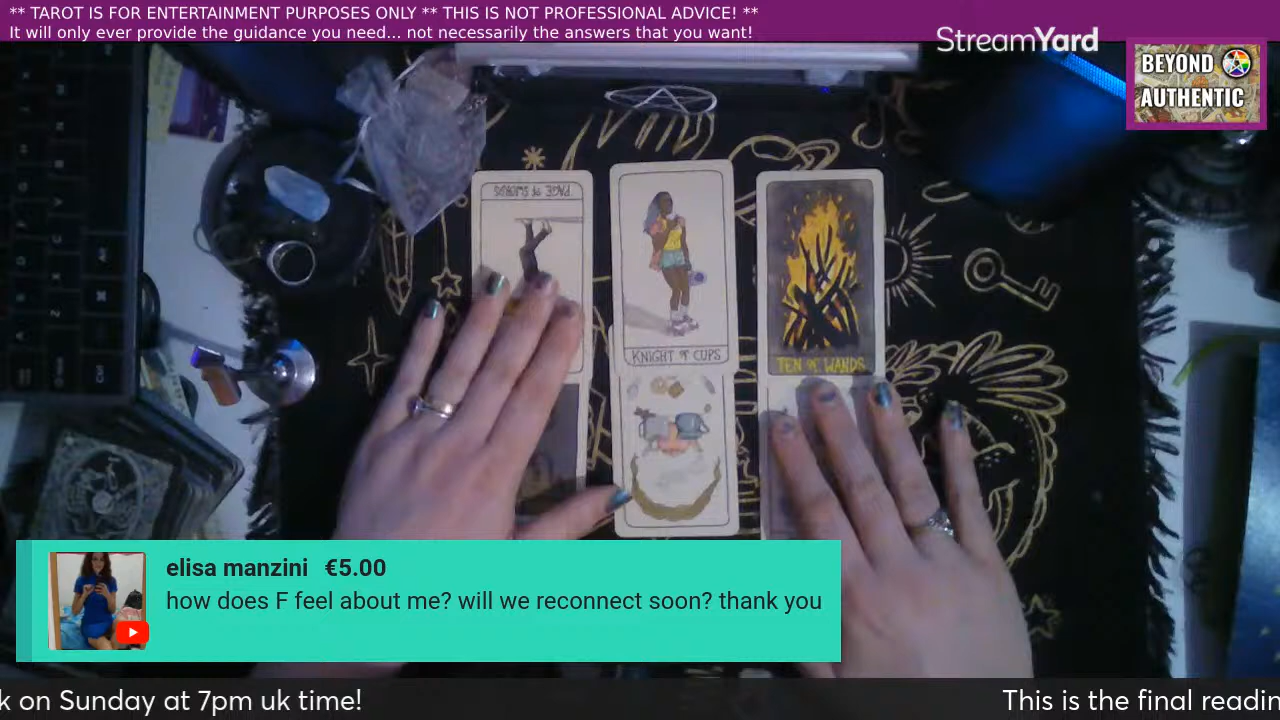 ** TAROT IS FOR ENTERTAINMENT PURPOSES ONLY ** THIS IS NOT PROFESSIONAL ADVICE! **
It will only ever provide the guidance you need... not necessarily the answers that you want!
StreamYard
BEYOND
AUTHENTIC
PAGE OF SWORDS
KNIGHT OF CUPS
TEN OF WANDS
elisa manzini €5.00
how does F feel about me? will we reconnect soon? thank you
k on Sunday at 7pm uk time!
This is the final readin